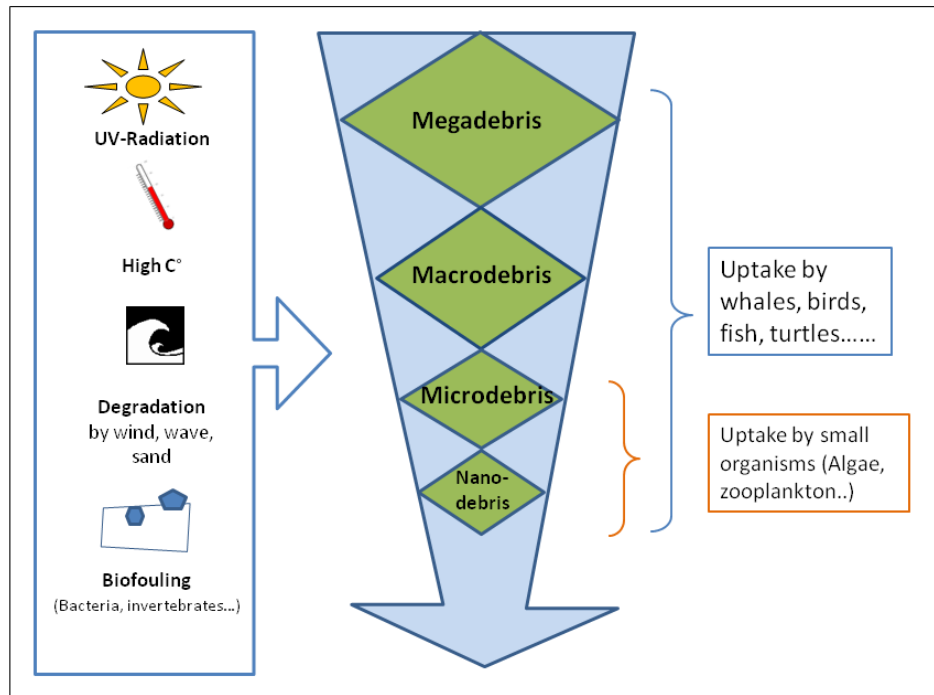 UV-Radiation
High C°
Degradation
by wind, wave,
sand
Biofouling
(Bacteria, invertebrates...)
Megadebris
Macrodebris
Microdebris
Nano-
debris
Uptake by
whales, birds,
fish, turtles......
Uptake by small
organisms (Algae,
zooplankton..)